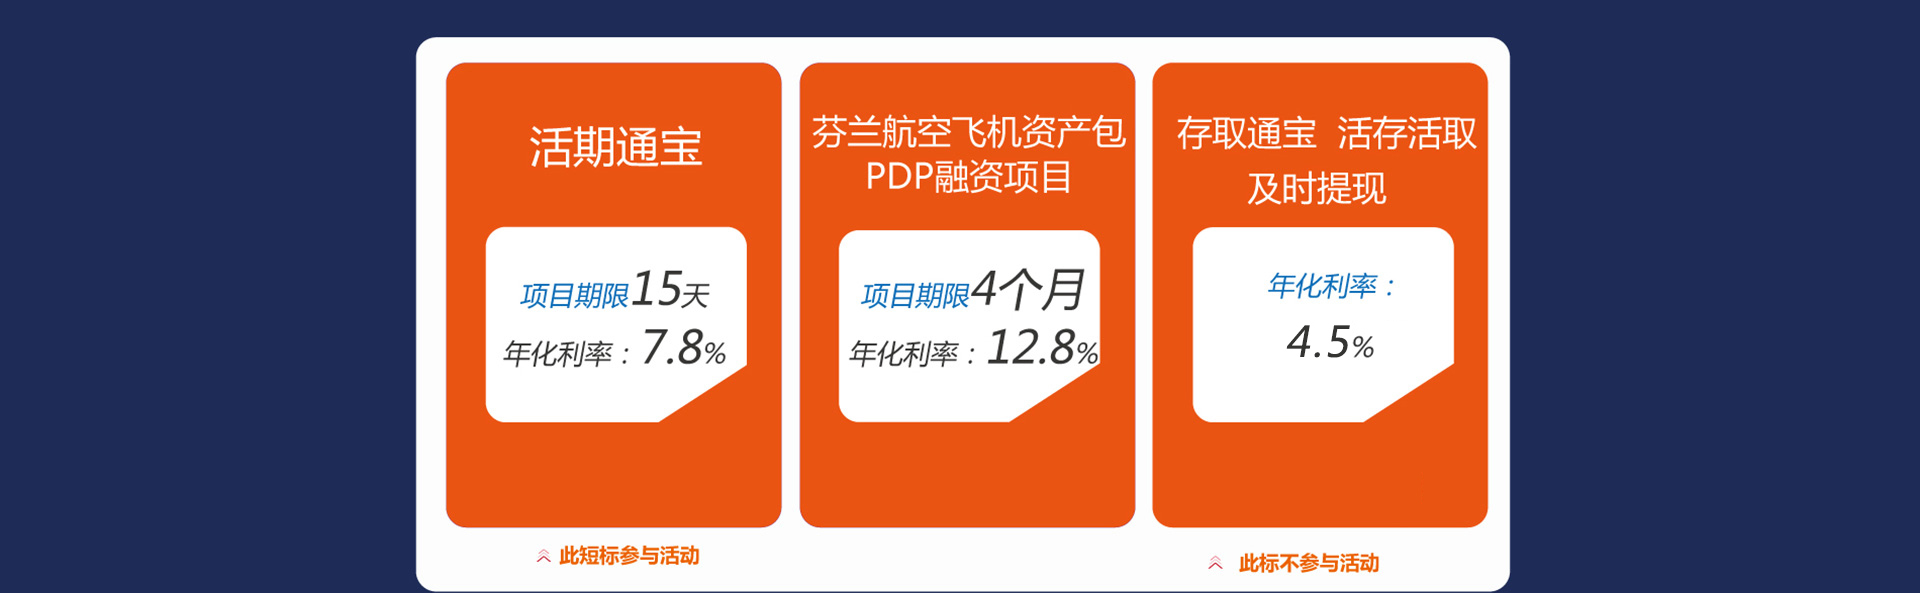 活期通宝
项目期限15天
年化利率：7.8%
此短标参与活动
芬兰航空飞机资产包
PDP融资项目
项目期限4个月
年化利率：12.8%
存取通宝 活存活取
及时提现
年化利率：
4.5%
此标不参与活动